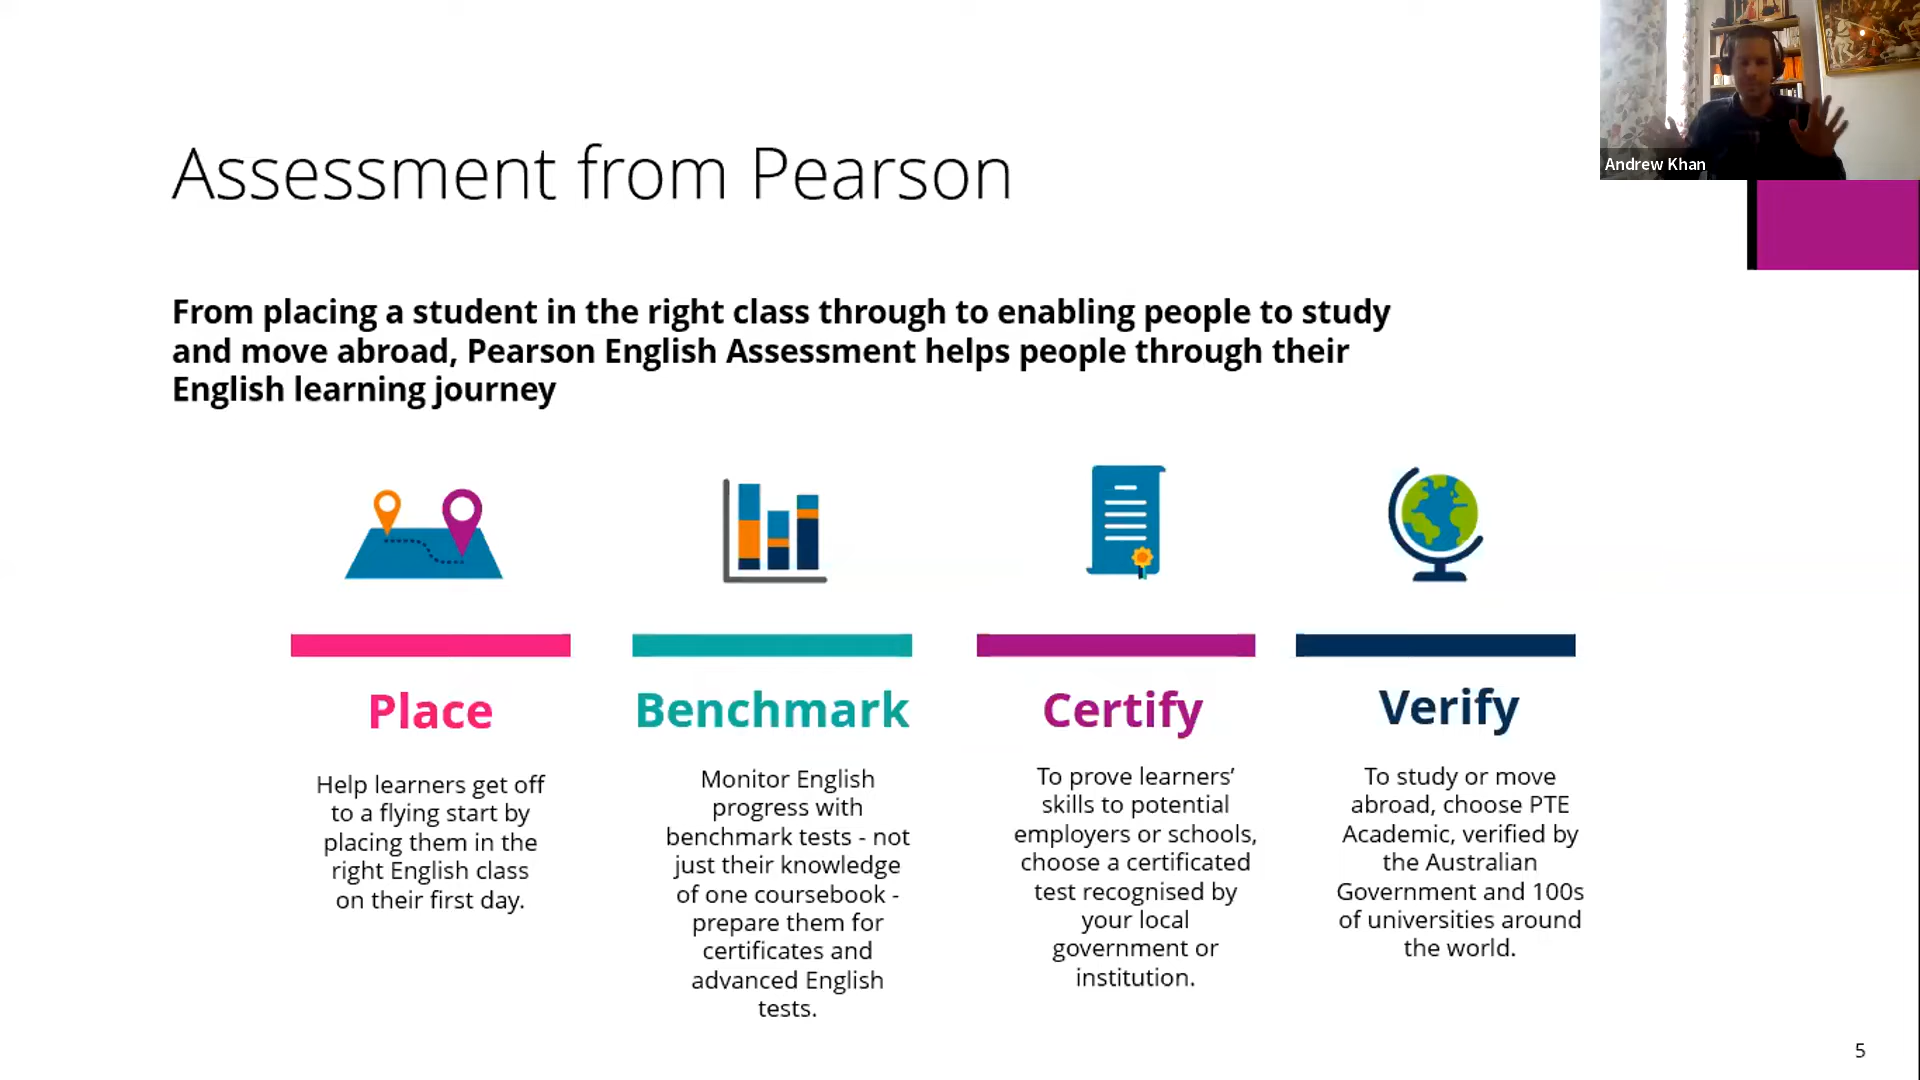 Andrew Khan
Assessment from Pearson
From placing a student in the right class through to enabling people to study
and move abroad, Pearson English Assessment helps people through their
English learning journey
Place
Help learners get off
to a flying start by
placing them in the
right English class
on their first day.
Benchmark
Monitor English
progress with
benchmark tests - not
just their knowledge
of one coursebook -
prepare them for
certificates and
advanced English
tests.
Certify
To prove learners’
skills to potential
employers or schools,
choose a certificated
test recognised by
your local
government or
institution.
Verify
To study or move
abroad, choose PTE
Academic, verified by
the Australian
Government and 100s
of universities around
the world.
5